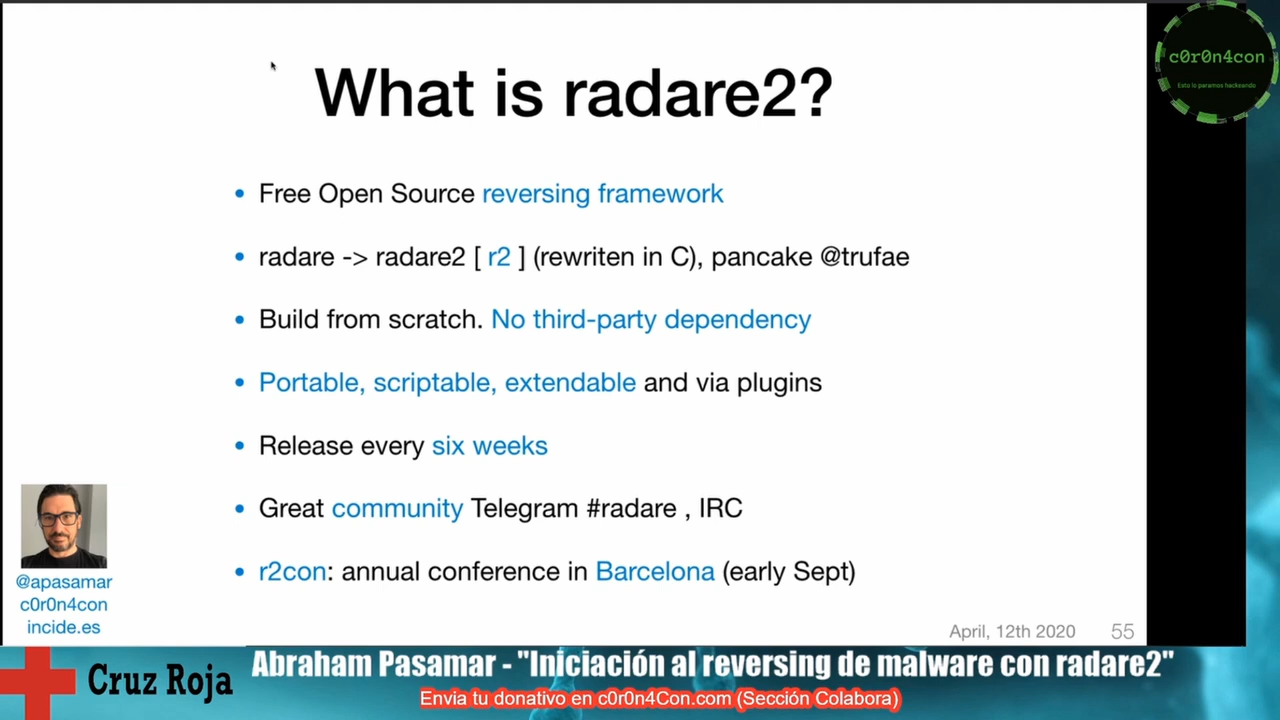 What is radare2?
c0r0n4con
Esto lo paramos hackeando
• Free Open Source reversing framework
• radare -> radare2 [ r2 ] (rewriten in C), pancake @trufae
• Build from scratch. No third-party dependency
• Portable, scriptable, extendable and via plugins
• Release every six weeks
• Great community Telegram #radare , IRC
• r2con: annual conference in Barcelona (early Sept)
@apasamar
c0r0n4con
incide.es
April, 12th 2020 55
Cruz Roja
Abraham Pasamar - "Iniciación al reversing de malware con radare2"
Envia tu donativo en c0r0n4Con.com (Sección Colabora)